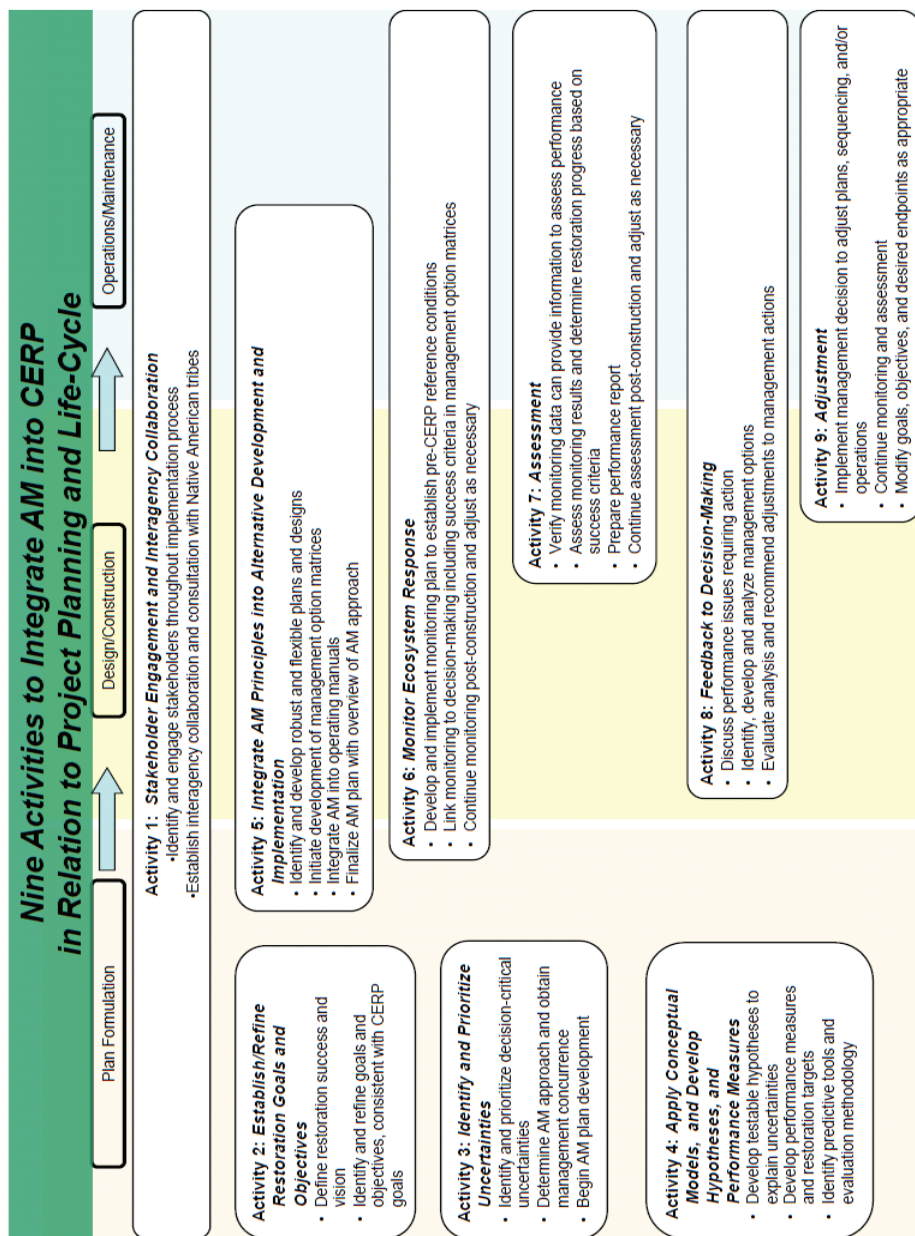 Nine Activities to Integrate AM into CERP
in Relation to Project Planning and Life-Cycle
Plan Formulation
Design/Construction
Operations/Maintenance
Activity 1: Stakeholder Engagement and Interagency Collaboration
•Identify and engage stakeholders throughout implementation process
•Establish interagency collaboration and consultation with Native American tribes
Activity 2: Establish/Refine
Restoration Goals and
Objectives
• Define restoration success and
vision
• Identify and refine goals and
objectives, consistent with CERP
goals
Activity 3: Identify and Prioritize
Uncertainties
• Identify and prioritize decision-critical
uncertainties
• Determine AM approach and obtain
management concurrence
• Begin AM plan development
Activity 4: Apply Conceptual
Models, and Develop
Hypotheses, and
Performance Measures
• Develop testable hypotheses to
explain uncertainties
• Develop performance measures
and restoration targets
• Identify predictive tools and
evaluation methodology
Activity 5: Integrate AM Principles into Alternative Development and
Implementation
• Identify and develop robust and flexible plans and designs
• Initiate development of management option matrices
• Integrate AM into operating manuals
• Finalize AM plan with overview of AM approach
Activity 6: Monitor Ecosystem Response
• Develop and implement monitoring plan to establish pre-CERP reference conditions
• Link monitoring to decision-making including success criteria in management option matrices
• Continue monitoring post-construction and adjust as necessary
Activity 7: Assessment
• Verify monitoring data can provide information to assess performance
• Assess monitoring results and determine restoration progress based on
success criteria
• Prepare performance report
• Continue assessment post-construction and adjust as necessary
Activity 8: Feedback to Decision-Making
• Discuss performance issues requiring action
• Identify, develop and analyze management options
• Evaluate analysis and recommend adjustments to management actions
Activity 9: Adjustment
• Implement management decision to adjust plans, sequencing, and/or
operations
• Continue monitoring and assessment
• Modify goals, objectives, and desired endpoints as appropriate